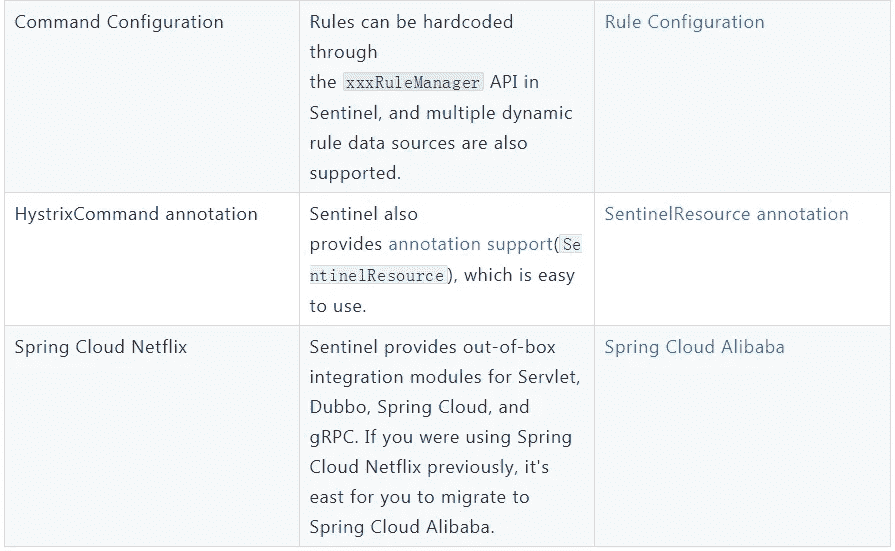 Command Configuration
Rules can be hardcoded
through
the xxxRuleManager API in
Sentinel, and multiple dynamic
rule data sources are also
supported.
Rule Configuration
HystrixCommand annotation
Sentinel also
provides annotation support(Se
ntinelResource), which is easy
to use.
SentinelResource annotation
Spring Cloud Netflix
Sentinel provides out-of-box
integration modules for Servlet,
Dubbo, Spring Cloud, and
gRPC. If you were using Spring
Cloud Netflix previously, it's
east for you to migrate to
Spring Cloud Alibaba.
Spring Cloud Alibaba